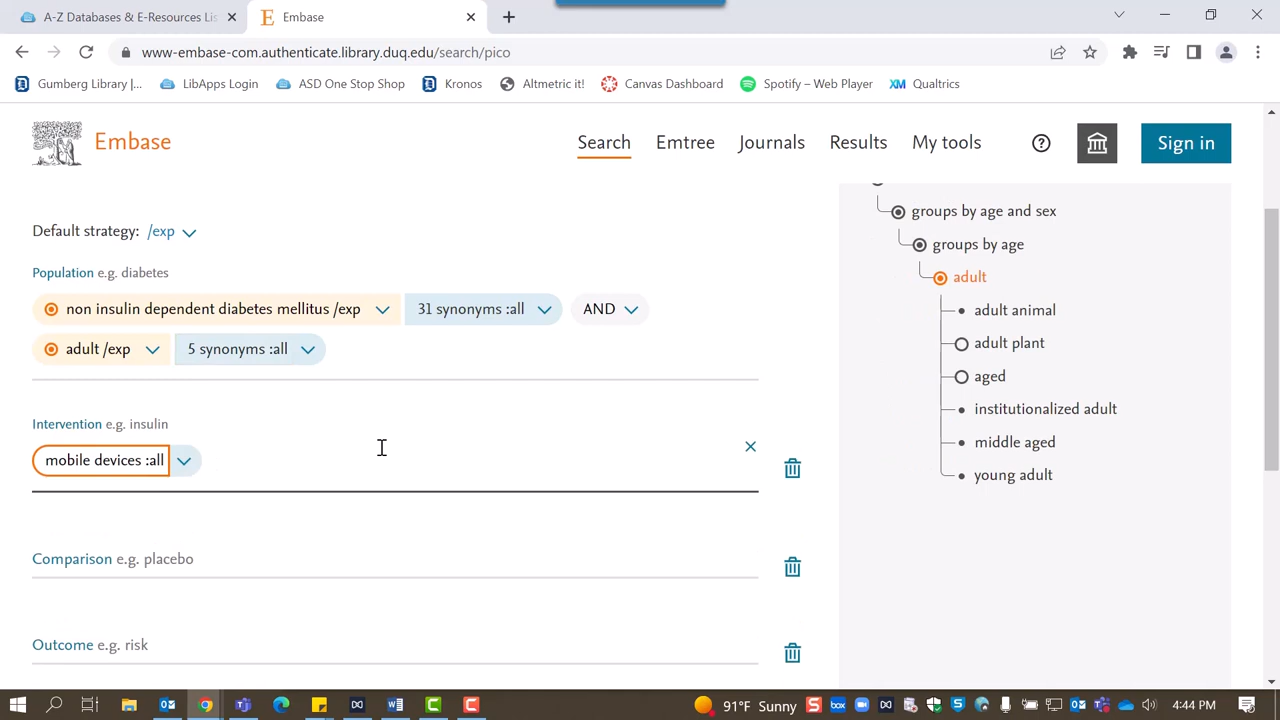 A-Z Databases & E-Resources Lis
Embase
www-embase-com.authenticate.library.duq.edu/search/pico
Gumberg Library |... LibApps Login ASD One Stop Shop Kronos Altmetric it! Canvas Dashboard Spotify – Web Player XM Qualtrics
Embase
Search Emtree Journals Results My tools Sign in
Default strategy: /exp
Population e.g. diabetes
non insulin dependent diabetes mellitus /exp 31 synonyms :all AND
adult /exp 5 synonyms :all
Intervention e.g. insulin
mobile devices :all
Comparison e.g. placebo
Outcome e.g. risk
groups by age and sex
groups by age
adult
adult animal
adult plant
aged
institutionalized adult
middle aged
young adult
91°F Sunny
4:44 PM